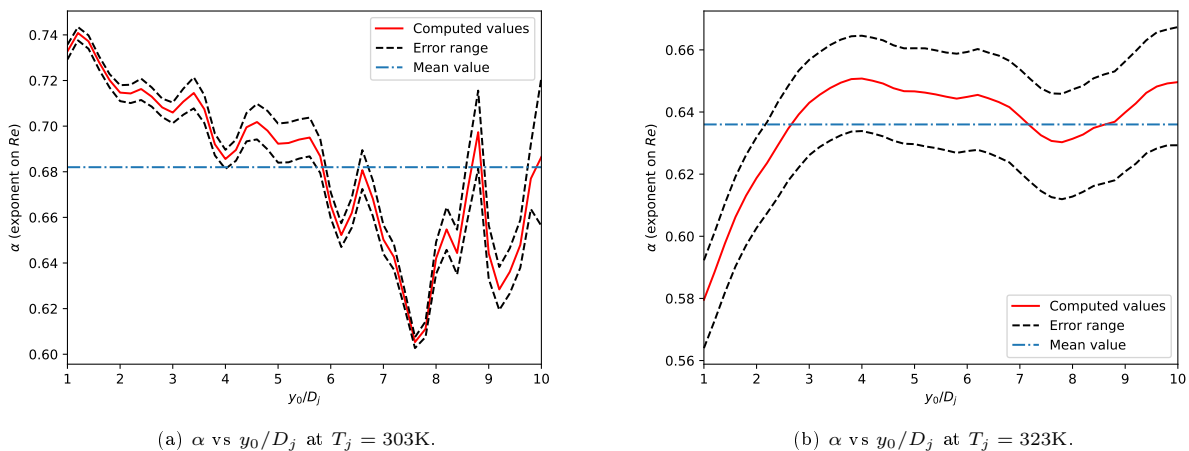 0.74
0.72
0.70
0.68
0.66
0.64
0.62
0.60
α (exponent on Re)
1 2 3 4 5 6 7 8 9 10
y₀/Dⱼ
Computed values
Error range
Mean value
(a) α vs y₀/Dⱼ at Tⱼ = 303K.
0.66
0.64
0.62
0.60
0.58
0.56
α (exponent on Re)
1 2 3 4 5 6 7 8 9 10
y₀/Dⱼ
Computed values
Error range
Mean value
(b) α vs y₀/Dⱼ at Tⱼ = 323K.